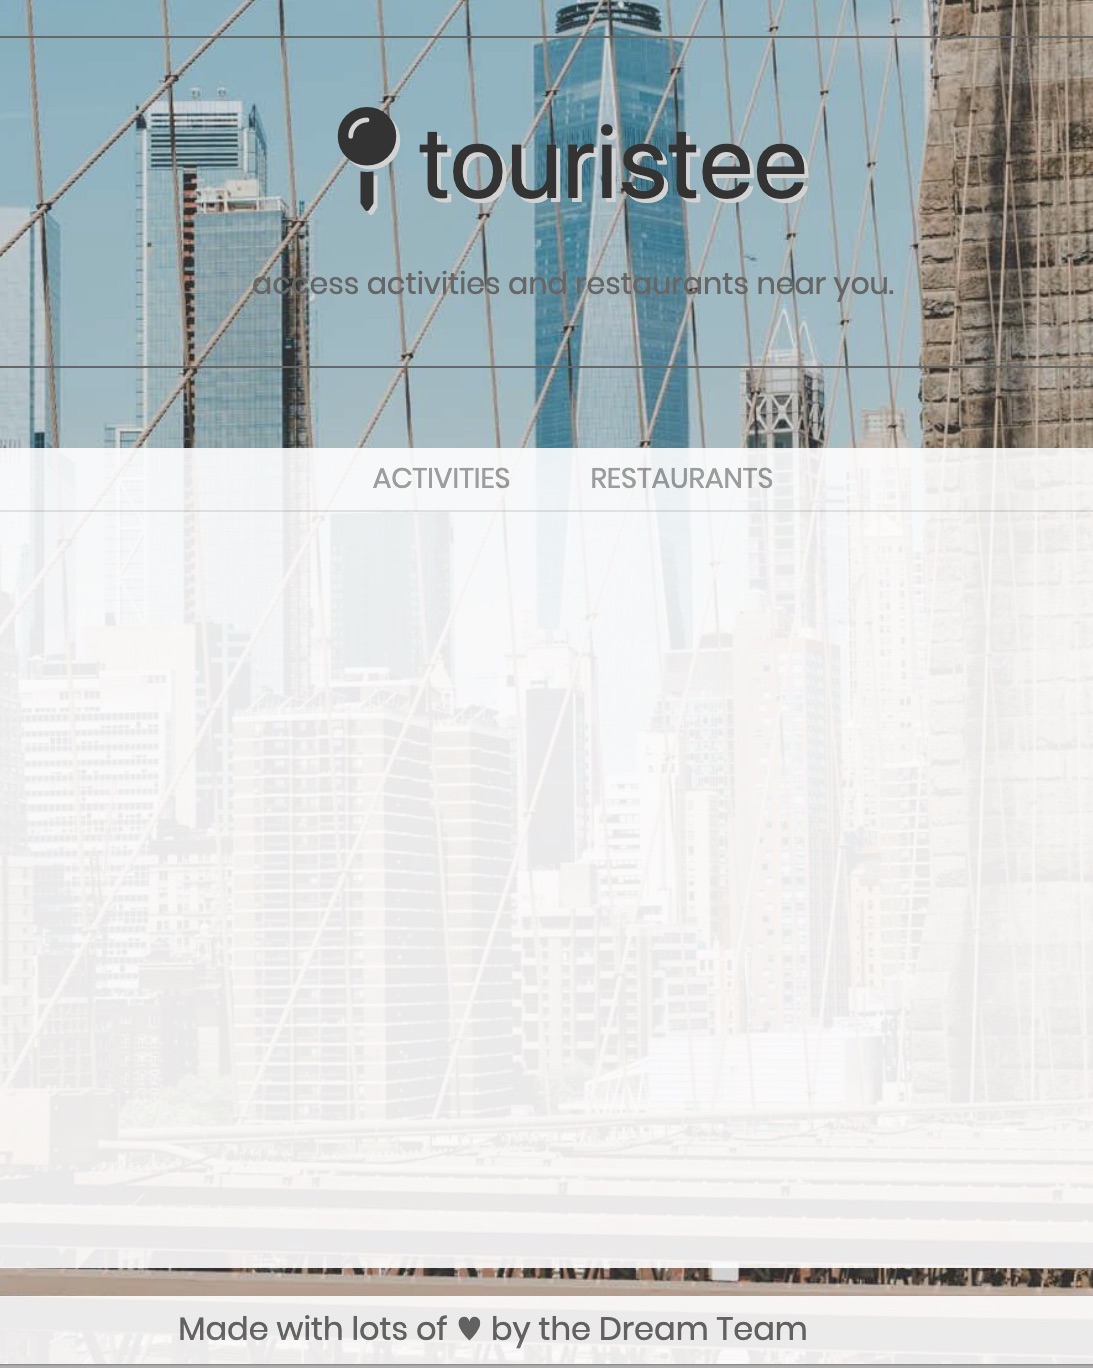 touristee
access activities and restaurants near you.
ACTIVITIES RESTAURANTS
Made with lots of ♥ by the Dream Team